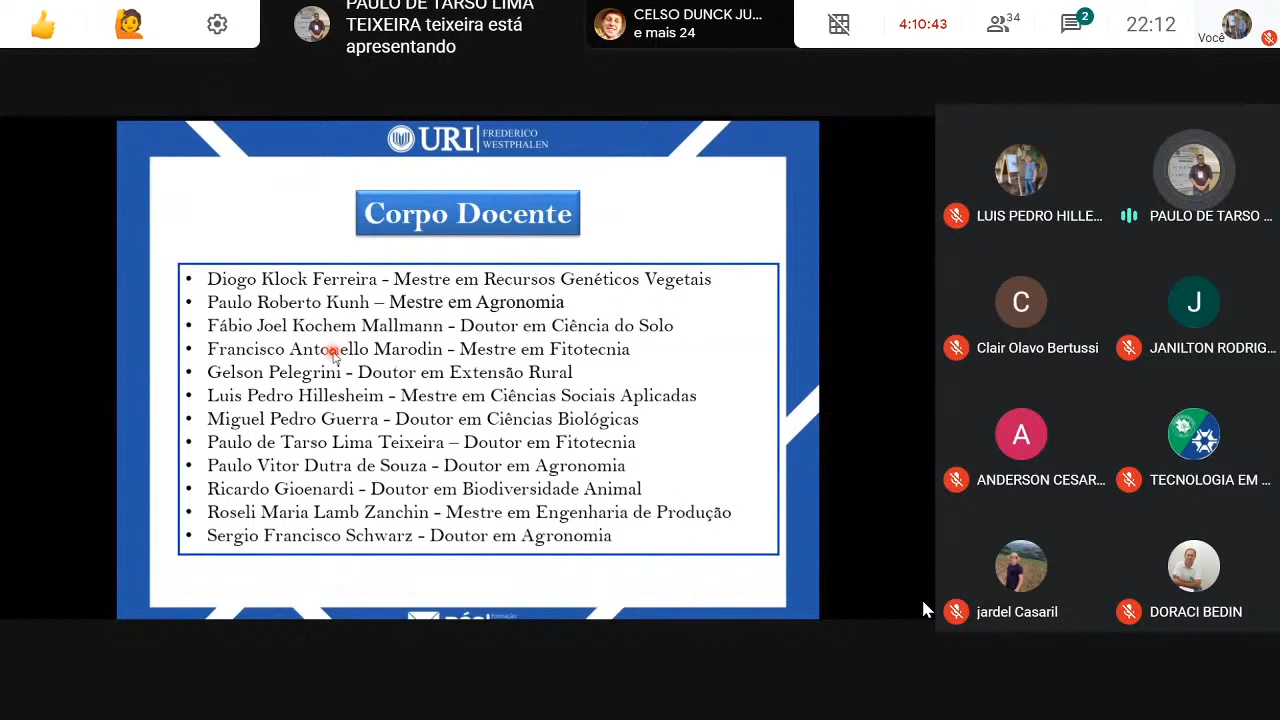 PAULO DE TARSO LIMA
TEIXEIRA teixeira está
apresentando
CELSO DUNCK JU...
e mais 24
4:10:43
34
2
22:12
Você
URI
FREDERICO
WESTPHALEN
Corpo Docente
• Diogo Klock Ferreira - Mestre em Recursos Genéticos Vegetais
• Paulo Roberto Kunh – Mestre em Agronomia
• Fábio Joel Kochem Mallmann - Doutor em Ciência do Solo
• Francisco Antonello Marodin - Mestre em Fitotecnia
• Gelson Pelegrini - Doutor em Extensão Rural
• Luis Pedro Hillesheim - Mestre em Ciências Sociais Aplicadas
• Miguel Pedro Guerra - Doutor em Ciências Biológicas
• Paulo de Tarso Lima Teixeira – Doutor em Fitotecnia
• Paulo Vitor Dutra de Souza - Doutor em Agronomia
• Ricardo Gioenardi - Doutor em Biodiversidade Animal
• Roseli Maria Lamb Zanchin - Mestre em Engenharia de Produção
• Sergio Francisco Schwarz - Doutor em Agronomia
LUIS PEDRO HILLE...
PAULO DE TARSO ...
C
J
Clair Olavo Bertussi
JANILTON RODRIG...
A
ANDERSON CESAR...
TECNOLOGIA EM ...
jardel Casaril
DORACI BEDIN